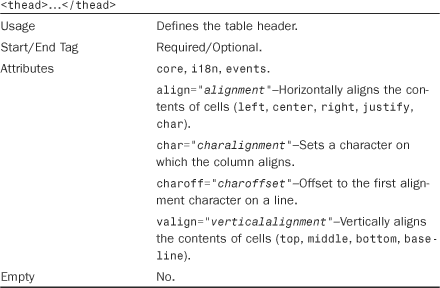 <thead>...</thead>
Usage Defines the table header.
Start/End Tag Required/Optional.
Attributes core, i18n, events.
align="alignment"–Horizontally aligns the con-
tents of cells (left, center, right, justify,
char).
char="charalignment"–Sets a character on
which the column aligns.
charoff="charoffset"–Offset to the first align-
ment character on a line.
valign="verticalalignment"–Vertically aligns
the contents of cells (top, middle, bottom, base-
line).
Empty No.